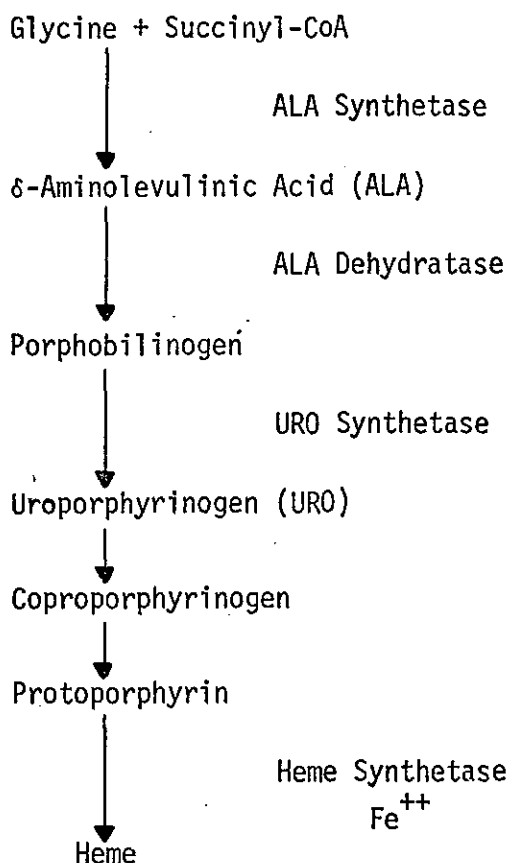 Glycine + Succinyl-CoA
ALA Synthetase
δ-Aminolevulinic Acid (ALA)
ALA Dehydratase
Porphobilinogen
URO Synthetase
Uroporphyrinogen (URO)
Coproporphyrinogen
Protoporphyrin
Heme Synthetase
Fe++
Heme